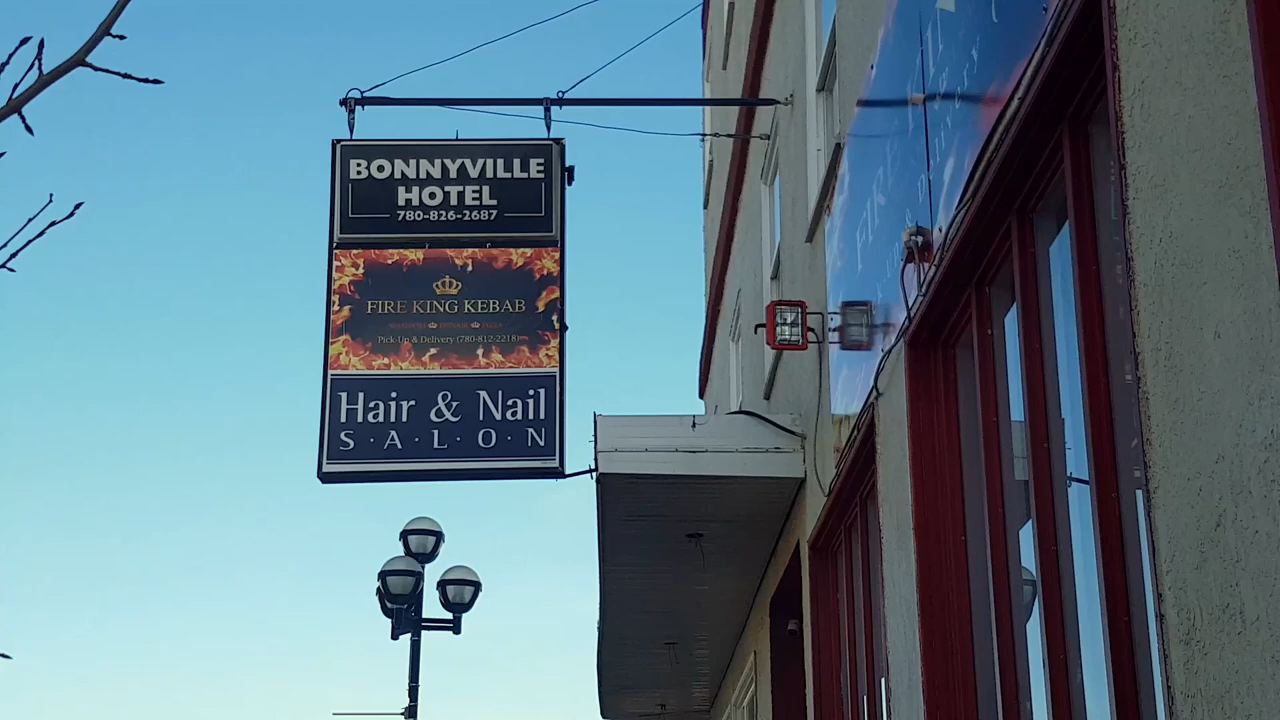 BONNYVILLE
HOTEL
780-826-2687
FIRE KING KEBAB
Pick-Up & Delivery (780-812-2218)
Hair & Nail
S·A·L·O·N